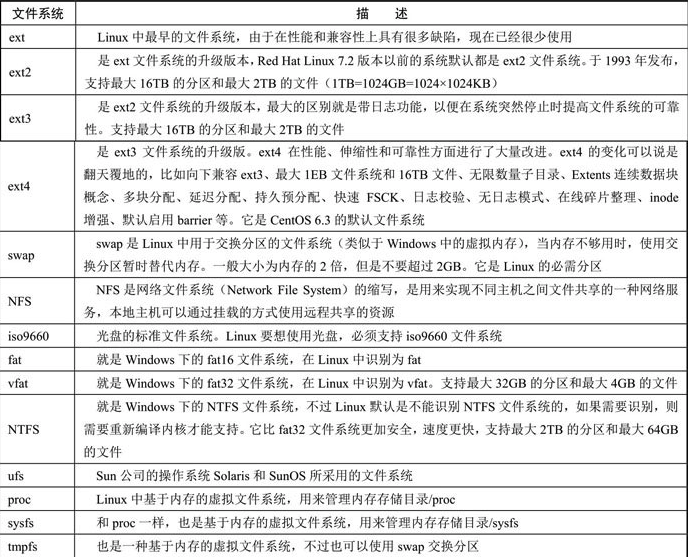 文件系统 描 述
ext Linux 中最早的文件系统，由于在性能和兼容性上具有很多缺陷，现在已经很少使用
ext2 是 ext 文件系统的升级版本，Red Hat Linux 7.2 版本以前的系统默认都是 ext2 文件系统。于 1993 年发布，
支持最大 16TB 的分区和最大 2TB 的文件（1TB=1024GB=1024×1024KB）
ext3 是 ext2 文件系统的升级版本，最大的区别就是带日志功能，以便在系统突然停止时提高文件系统的可靠
性。支持最大 16TB 的分区和最大 2TB 的文件
ext4 是 ext3 文件系统的升级版。ext4 在性能、伸缩性和可靠性方面进行了大量改进。ext4 的变化可以说是
翻天覆地的，比如向下兼容 ext3、最大 1EB 文件系统和 16TB 文件、无限数量子目录、Extents 连续数据块
概念、多块分配、延迟分配、持久预分配、快速 FSCK、日志校验、无日志模式、在线碎片整理、inode
增强、默认启用 barrier 等。它是 CentOS 6.3 的默认文件系统
swap swap 是 Linux 中用于交换分区的文件系统（类似于 Windows 中的虚拟内存），当内存不够用时，使用交
换分区暂时替代内存。一般大小为内存的 2 倍，但是不要超过 2GB。它是 Linux 的必需分区
NFS NFS 是网络文件系统（Network File System）的缩写，是用来实现不同主机之间文件共享的一种网络服
务，本地主机可以通过挂载的方式使用远程共享的资源
iso9660 光盘的标准文件系统。Linux 要想使用光盘，必须支持 iso9660 文件系统
fat 就是 Windows 下的 fat16 文件系统，在 Linux 中识别为 fat
vfat 就是 Windows 下的 fat32 文件系统，在 Linux 中识别为 vfat。支持最大 32GB 的分区和最大 4GB 的文件
NTFS 就是 Windows 下的 NTFS 文件系统，不过 Linux 默认是不能识别 NTFS 文件系统的，如果需要识别，则
需要重新编译内核才能支持。它比 fat32 文件系统更加安全，速度更快，支持最大 2TB 的分区和最大 64GB
的文件
ufs Sun 公司的操作系统 Solaris 和 SunOS 所采用的文件系统
proc Linux 中基于内存的虚拟文件系统，用来管理内存存储目录/proc
sysfs 和 proc 一样，也是基于内存的虚拟文件系统，用来管理内存存储目录/sysfs
tmpfs 也是一种基于内存的虚拟文件系统，不过也可以使用 swap 交换分区